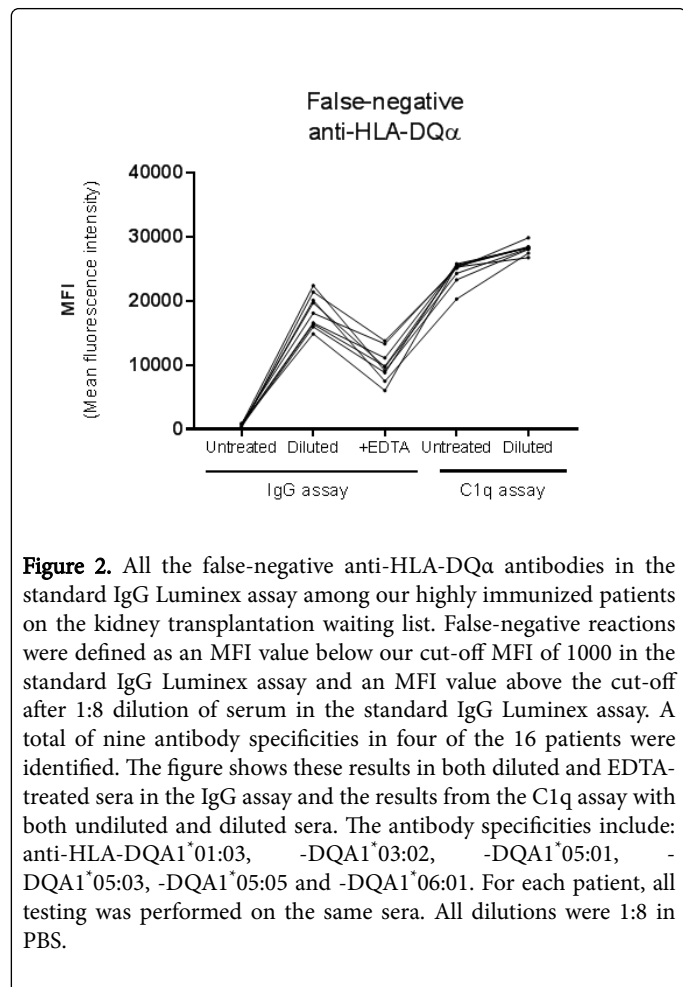 False-negative
anti-HLA-DQα
40000
30000
20000
10000
0
MFI
(Mean fluorescence intensity)
Untreated Diluted +EDTA Untreated Diluted
IgG assay C1q assay
Figure 2. All the false-negative anti-HLA-DQα antibodies in the
standard IgG Luminex assay among our highly immunized patients
on the kidney transplantation waiting list. False-negative reactions
were defined as an MFI value below our cut-off MFI of 1000 in the
standard IgG Luminex assay and an MFI value above the cut-off
after 1:8 dilution of serum in the standard IgG Luminex assay. A
total of nine antibody specificities in four of the 16 patients were
identified. The figure shows these results in both diluted and EDTA-
treated sera in the IgG assay and the results from the C1q assay with
both undiluted and diluted sera. The antibody specificities include:
anti-HLA-DQA1*01:03, -DQA1*03:02, -DQA1*05:01, -
DQA1*05:03, -DQA1*05:05 and -DQA1*06:01. For each patient, all
testing was performed on the same sera. All dilutions were 1:8 in
PBS.